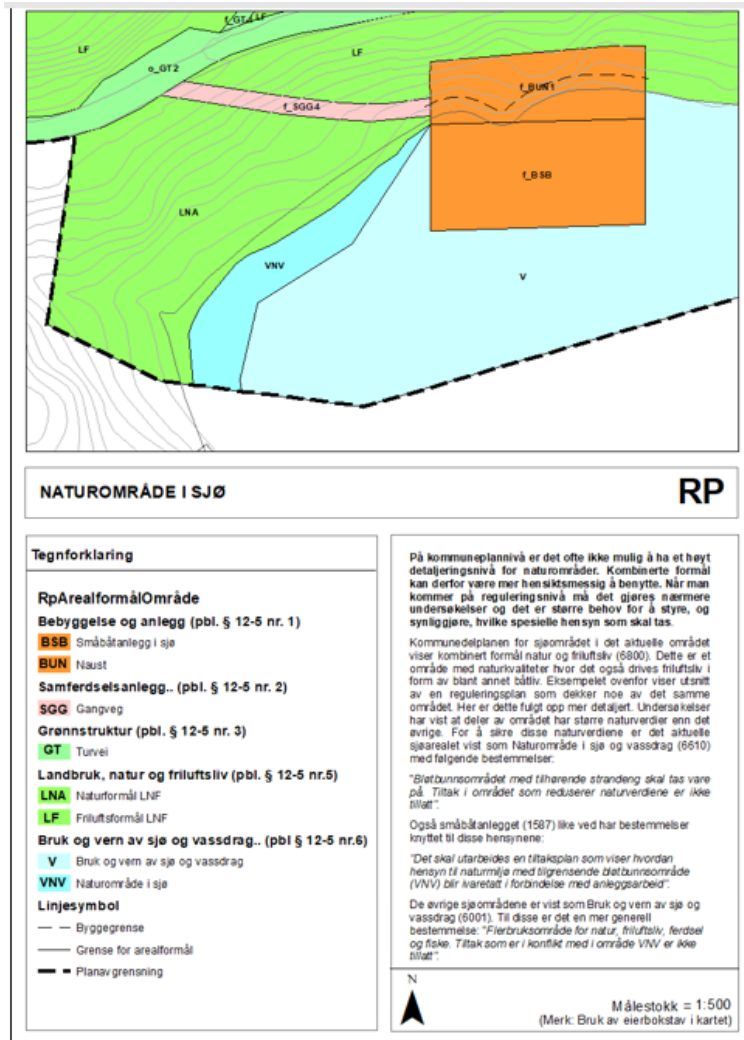 f_GT4
LF
LF
LF
o_GT2
f_BUN1
f_SGG4
f_BSB
LNA
VNV
V
NATUROMRÅDE I SJØ
RP
Tegnforklaring
RpArealformålOmråde
Bebyggelse og anlegg (pbl. § 12-5 nr. 1)
BSB Småbåtanlegg i sjø
BUN Naust
Samferdselsanlegg.. (pbl. § 12-5 nr. 2)
SGG Gangveg
Grønnstruktur (pbl. § 12-5 nr. 3)
GT Turvei
Landbruk, natur og friluftsliv (pbl. § 12-5 nr.5)
LNA Naturformål LNF
LF Friluftsformål LNF
Bruk og vern av sjø og vassdrag.. (pbl § 12-5 nr.6)
V Bruk og vern av sjø og vassdrag
VNV Naturområde i sjø
Linjesymbol
Byggegrense
Grense for arealformål
Planavgrensning
På kommuneplannivå er det ofte ikke mulig å ha et høyt
detaljeringsnivå for naturområder. Kombinerte formål
kan derfor være mer hensiktsmessig å benytte. Når man
kommer på reguleringsnivå må det gjøres nærmere
undersøkelser og det er større behov for å styre, og
synliggjøre, hvilke spesielle hensyn som skal tas.
Kommunedelplanen for sjøområdet i det aktuelle området
viser kombinert formål natur og friluftsliv (6800). Dette er et
område med naturkvaliteter hvor det også drives friluftsliv i
form av blant annet båtliv. Eksempelet ovenfor viser utsnitt
av en reguleringsplan som dekker noe av det samme
området. Her er dette fulgt opp mer detaljert. Undersøkelser
har vist at deler av området har større naturverdier enn det
øvrige. For å sikre disse naturverdiene er det aktuelle
sjøarealet vist som Naturområde i sjø og vassdrag (6610)
med følgende bestemmelser:
"Bløtbunnsområdet med tilhørende strandeng skal tas vare
på. Tiltak i området som reduserer naturverdiene er ikke
tillatt".
Også småbåtanlegget (1587) like ved har bestemmelser
knyttet til disse hensynene:
"Det skal utarbeides en tiltaksplan som viser hvordan
hensyn til naturmiljø med tilgrensende bløtbunnsområde
(VNV) blir ivaretatt i forbindelse med anleggsarbeid".
De øvrige sjøområdene er vist som Bruk og vern av sjø og
vassdrag (6001). Til disse er det en mer generell
bestemmelse: "Flerbruksområde for natur, friluftsliv, ferdsel
og fiske. Tiltak som er i konflikt med i område VNV er ikke
tillatt".
N
Målestokk = 1:500
(Merk: Bruk av eierbokstav i kartet)